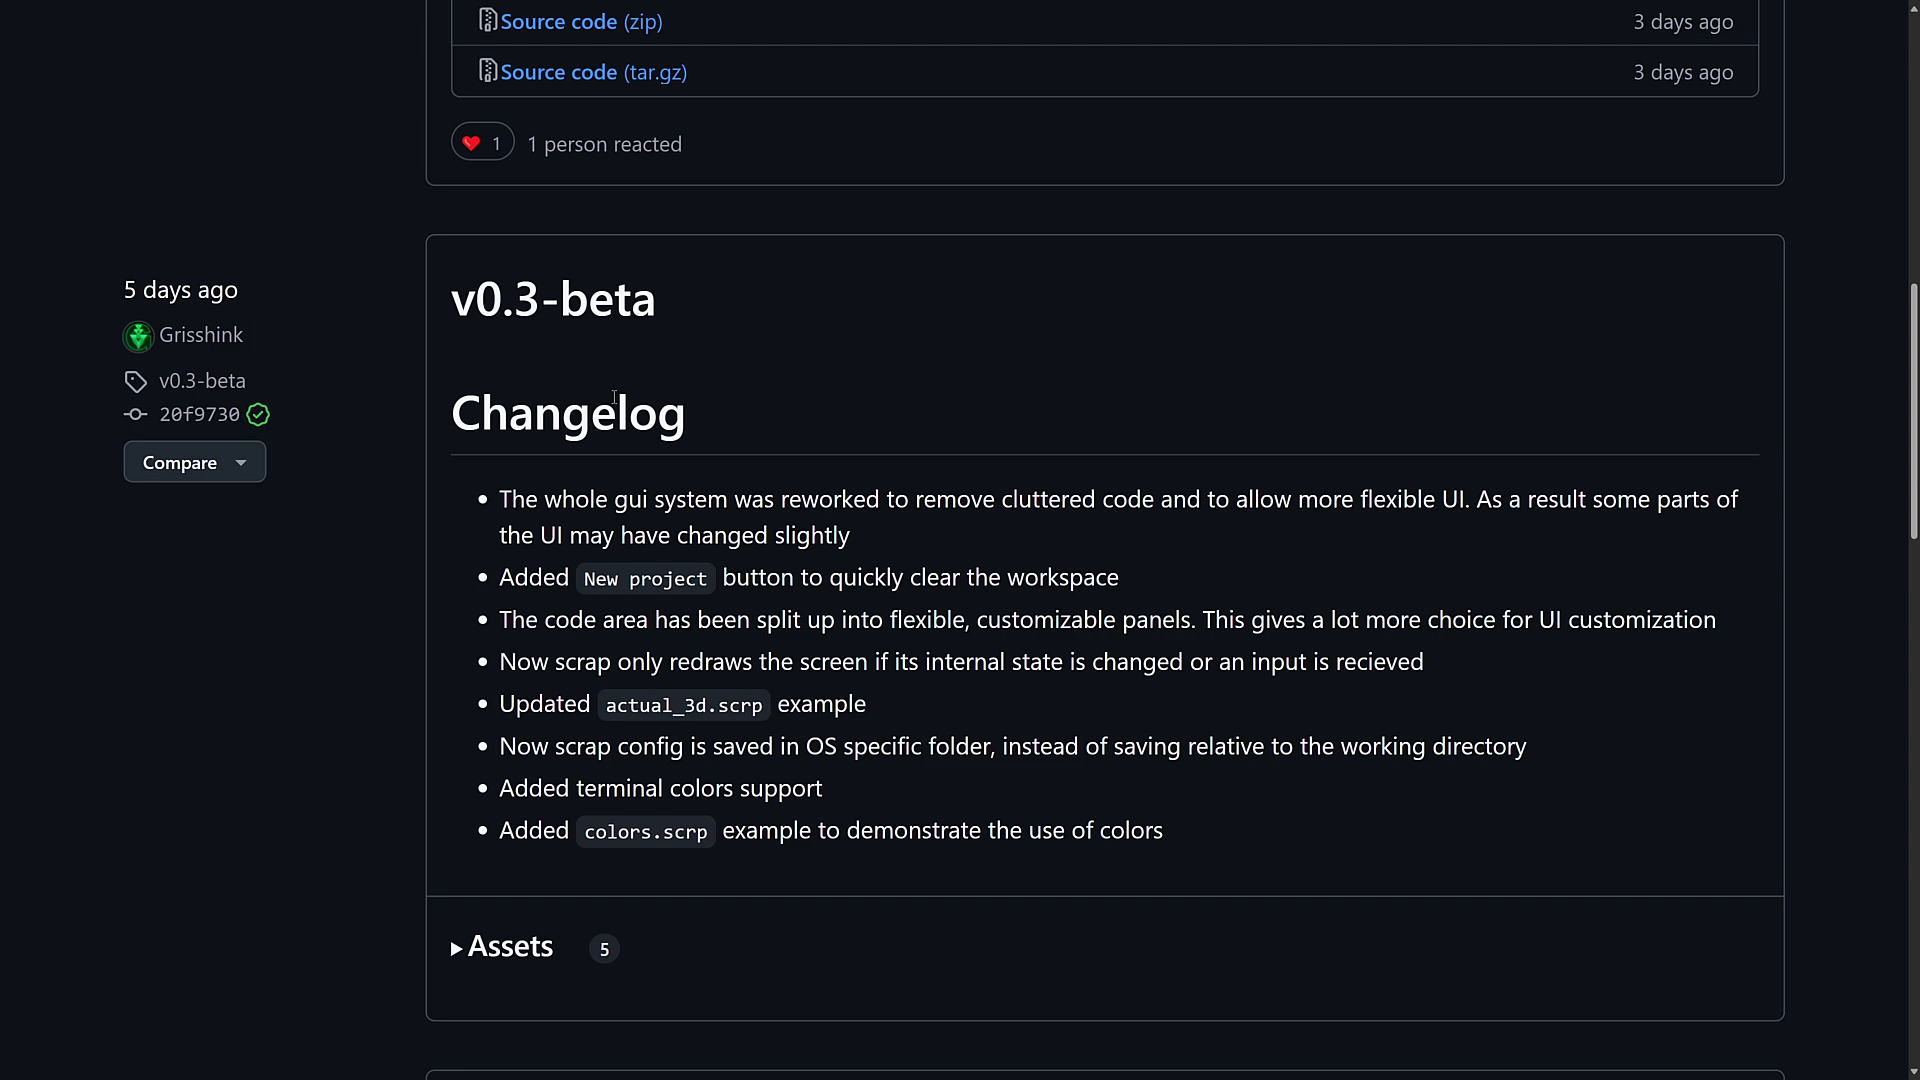 Source code (zip) 3 days ago
Source code (tar.gz) 3 days ago
1 1 person reacted
5 days ago
Grisshink
v0.3-beta
20f9730
Compare
v0.3-beta
Changelog
The whole gui system was reworked to remove cluttered code and to allow more flexible UI. As a result some parts of
the UI may have changed slightly
Added New project button to quickly clear the workspace
The code area has been split up into flexible, customizable panels. This gives a lot more choice for UI customization
Now scrap only redraws the screen if its internal state is changed or an input is recieved
Updated actual_3d.scrp example
Now scrap config is saved in OS specific folder, instead of saving relative to the working directory
Added terminal colors support
Added colors.scrp example to demonstrate the use of colors
Assets 5